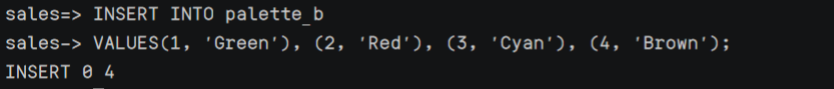 sales=> INSERT INTO palette_b
sales-> VALUES(1, 'Green'), (2, 'Red'), (3, 'Cyan'), (4, 'Brown');
INSERT 0 4